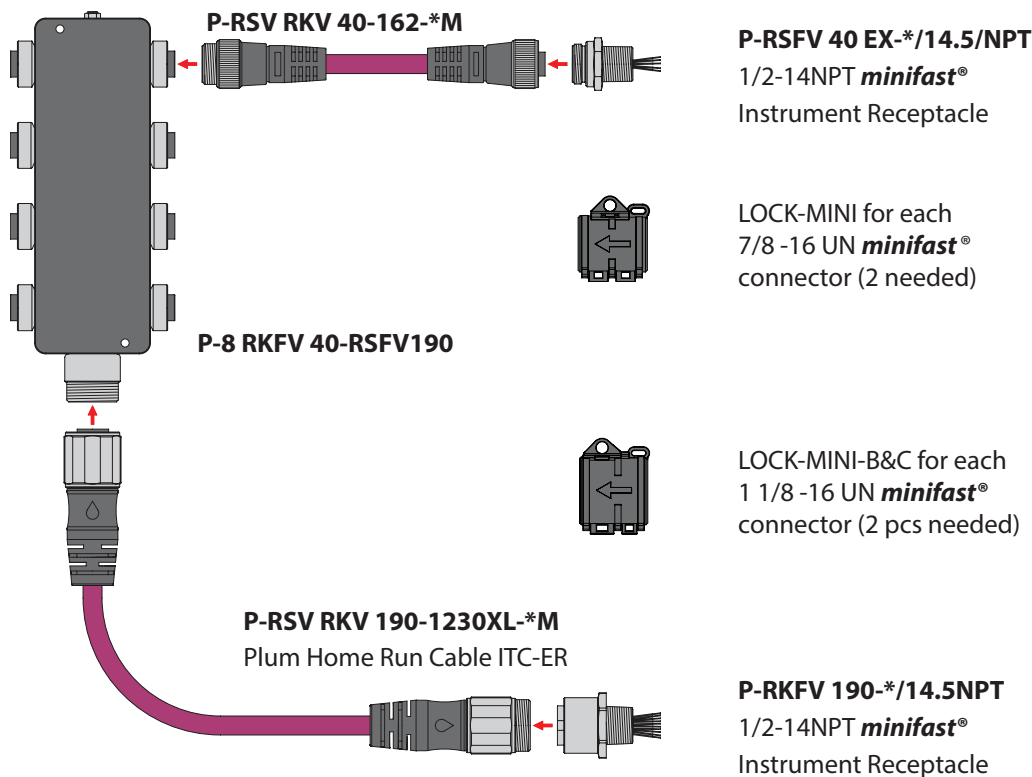 P-RSV RKV 40-162-*M
P-RSFV 40 EX-*/14.5/NPT
1/2-14NPT minifast®
Instrument Receptacle
LOCK-MINI for each
7/8 -16 UN minifast ®
connector (2 needed)
P-8 RKFV 40-RSFV190
LOCK-MINI-B&C for each
1 1/8 -16 UN minifast®
connector (2 pcs needed)
P-RSV RKV 190-1230XL-*M
Plum Home Run Cable ITC-ER
P-RKFV 190-*/14.5NPT
1/2-14NPT minifast®
Instrument Receptacle